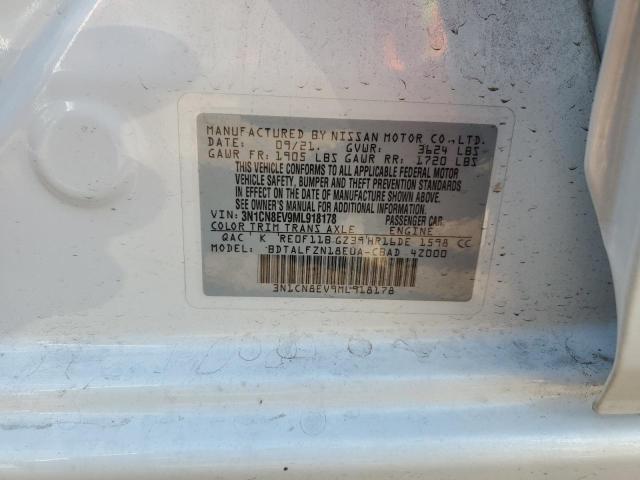 MANUFACTURED BY NISSAN MOTOR CO.,LTD.
DATE: 09/21. GVWR: 3624 LBS
GAWR FR: 1905 LBS GAWR RR: 1720 LBS
THIS VEHICLE CONFORMS TO ALL APPLICABLE FEDERAL MOTOR
VEHICLE SAFETY, BUMPER AND THEFT PREVENTION STANDARDS
IN EFFECT ON THE DATE OF MANUFACTURE SHOWN ABOVE.
SEE OWNER'S MANUAL FOR ADDITIONAL INFORMATION.
VIN: 3N1CN8EV9ML918178 PASSENGER CAR
COLOR TRIM TRANS AXLE ENGINE
QAC K RE0F11B G239 HR16DE 1598 CC
MODEL: BDTALFZN18EUA-CBAD 4Z000
3N1CN8EV9ML918178